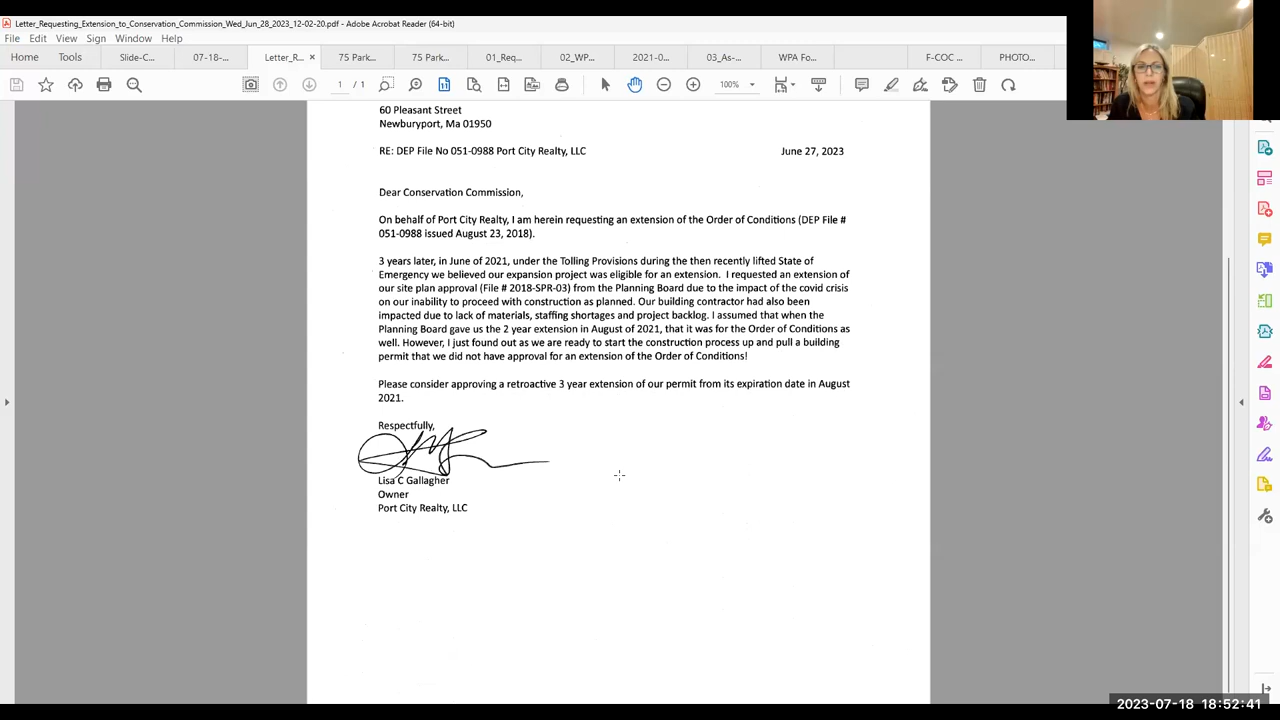 Letter_Requesting_Extension_to_Conservation_Commission_Wed_Jun_28_2023_12-02-20.pdf - Adobe Acrobat Reader (64-bit)
File Edit View Sign Window Help
Home Tools Slide-C... 07-18-... Letter_R... × 75 Park... 75 Park... 01_Req... 02_WP... 2021-0... 03_As-... WPA Fo... F-COC ... PHOTO...
1 / 1 100%
60 Pleasant Street
Newburyport, Ma 01950
RE: DEP File No 051-0988 Port City Realty, LLC June 27, 2023
Dear Conservation Commission,
On behalf of Port City Realty, I am herein requesting an extension of the Order of Conditions (DEP File #
051-0988 issued August 23, 2018).
3 years later, in June of 2021, under the Tolling Provisions during the then recently lifted State of
Emergency we believed our expansion project was eligible for an extension. I requested an extension of
our site plan approval (File # 2018-SPR-03) from the Planning Board due to the impact of the covid crisis
on our inability to proceed with construction as planned. Our building contractor had also been
impacted due to lack of materials, staffing shortages and project backlog. I assumed that when the
Planning Board gave us the 2 year extension in August of 2021, that it was for the Order of Conditions as
well. However, I just found out as we are ready to start the construction process up and pull a building
permit that we did not have approval for an extension of the Order of Conditions!
Please consider approving a retroactive 3 year extension of our permit from its expiration date in August
2021.
Respectfully,
Lisa C Gallagher
Owner
Port City Realty, LLC
2023-07-18 18:52:41